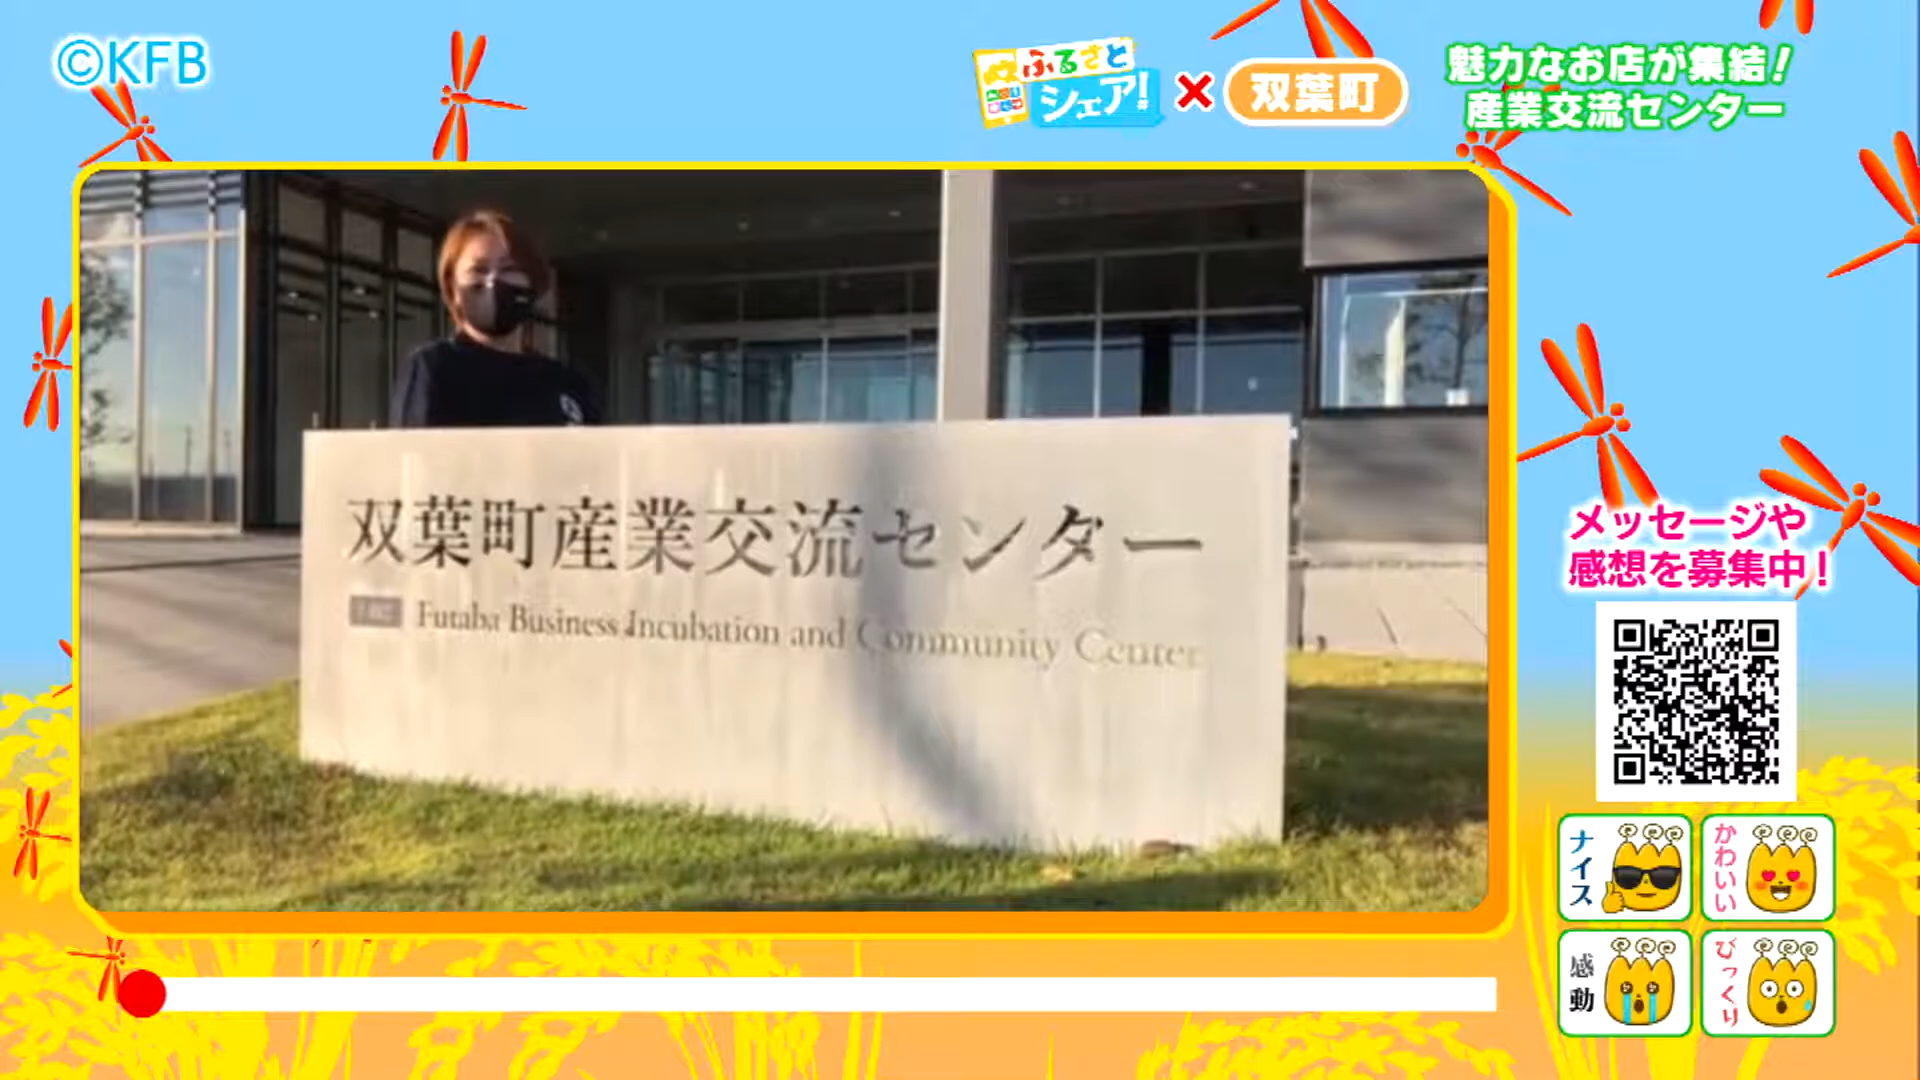 ©KFB
ふるさと
シェア!
×
双葉町
魅力なお店が集結!
産業交流センター
双葉町産業交流センター
Futaba Business Incubation and Community Center
メッセージや
感想を募集中!
ナイス
かわいい
感動
びっくり